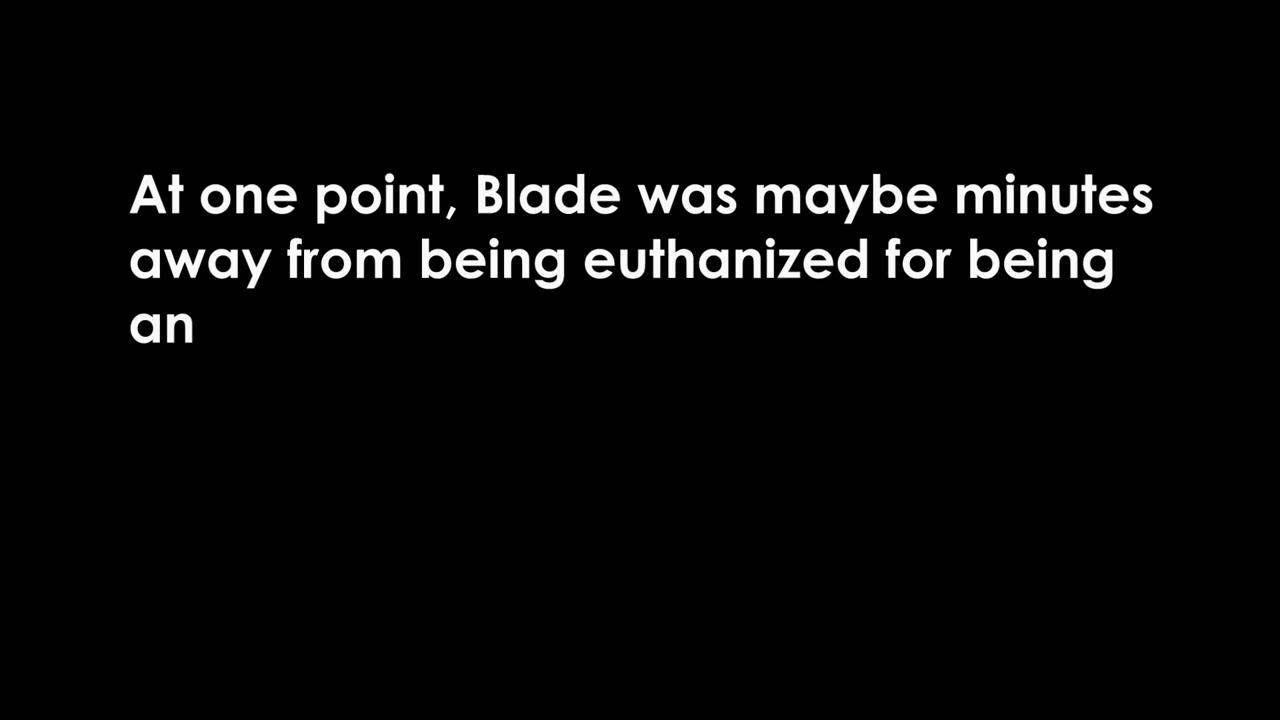 At one point, Blade was maybe minutes
away from being euthanized for being
an